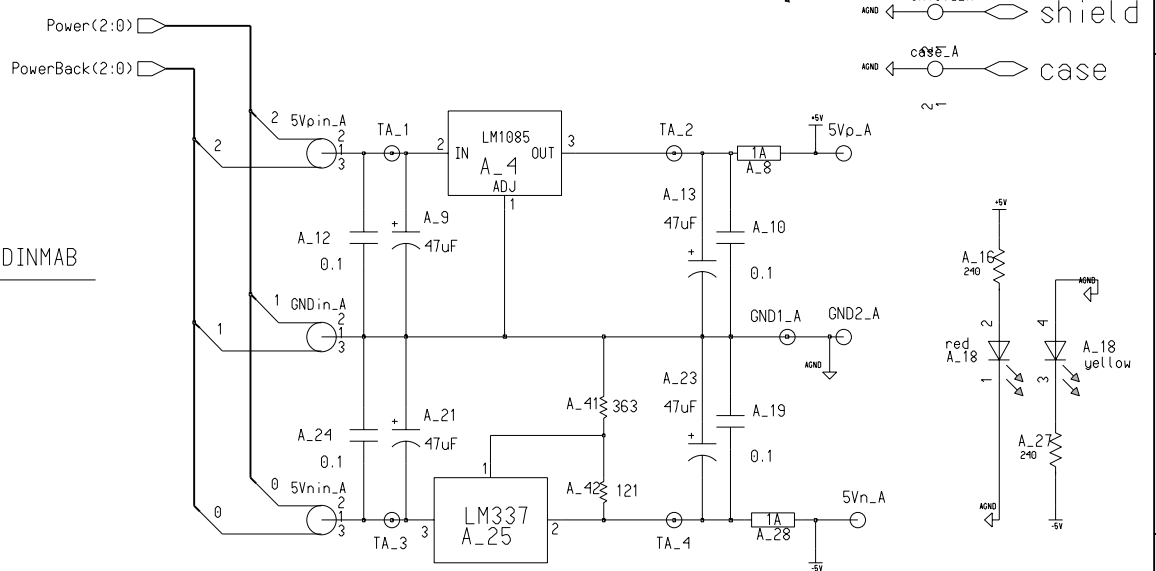 Power(2:0)
PowerBack(2:0)
AGND
shield
case_A
AGND
case
2 1
2
2
5Vpin_A
2
1
3
TA_1
2
LM1085
IN
OUT
A_4
ADJ
1
3
TA_2
1A
A_8
+5V
5Vp_A
A_12
0.1
+
A_9
47uF
A_13
47uF
+
A_10
0.1
DINMAB
1
1
GNDin_A
2
1
3
GND1_A
GND2_A
AGND
A_24
0.1
+
A_21
47uF
A_41
363
A_42
121
A_23
47uF
+
A_19
0.1
0
0
5Vnin_A
2
1
3
TA_3
3
1
LM337
A_25
2
TA_4
1A
A_28
5Vn_A
-5V
+5V
A_16
240
2
red
A_18
1
AGND
AGND
4
A_18
yellow
3
A_27
240
-5V